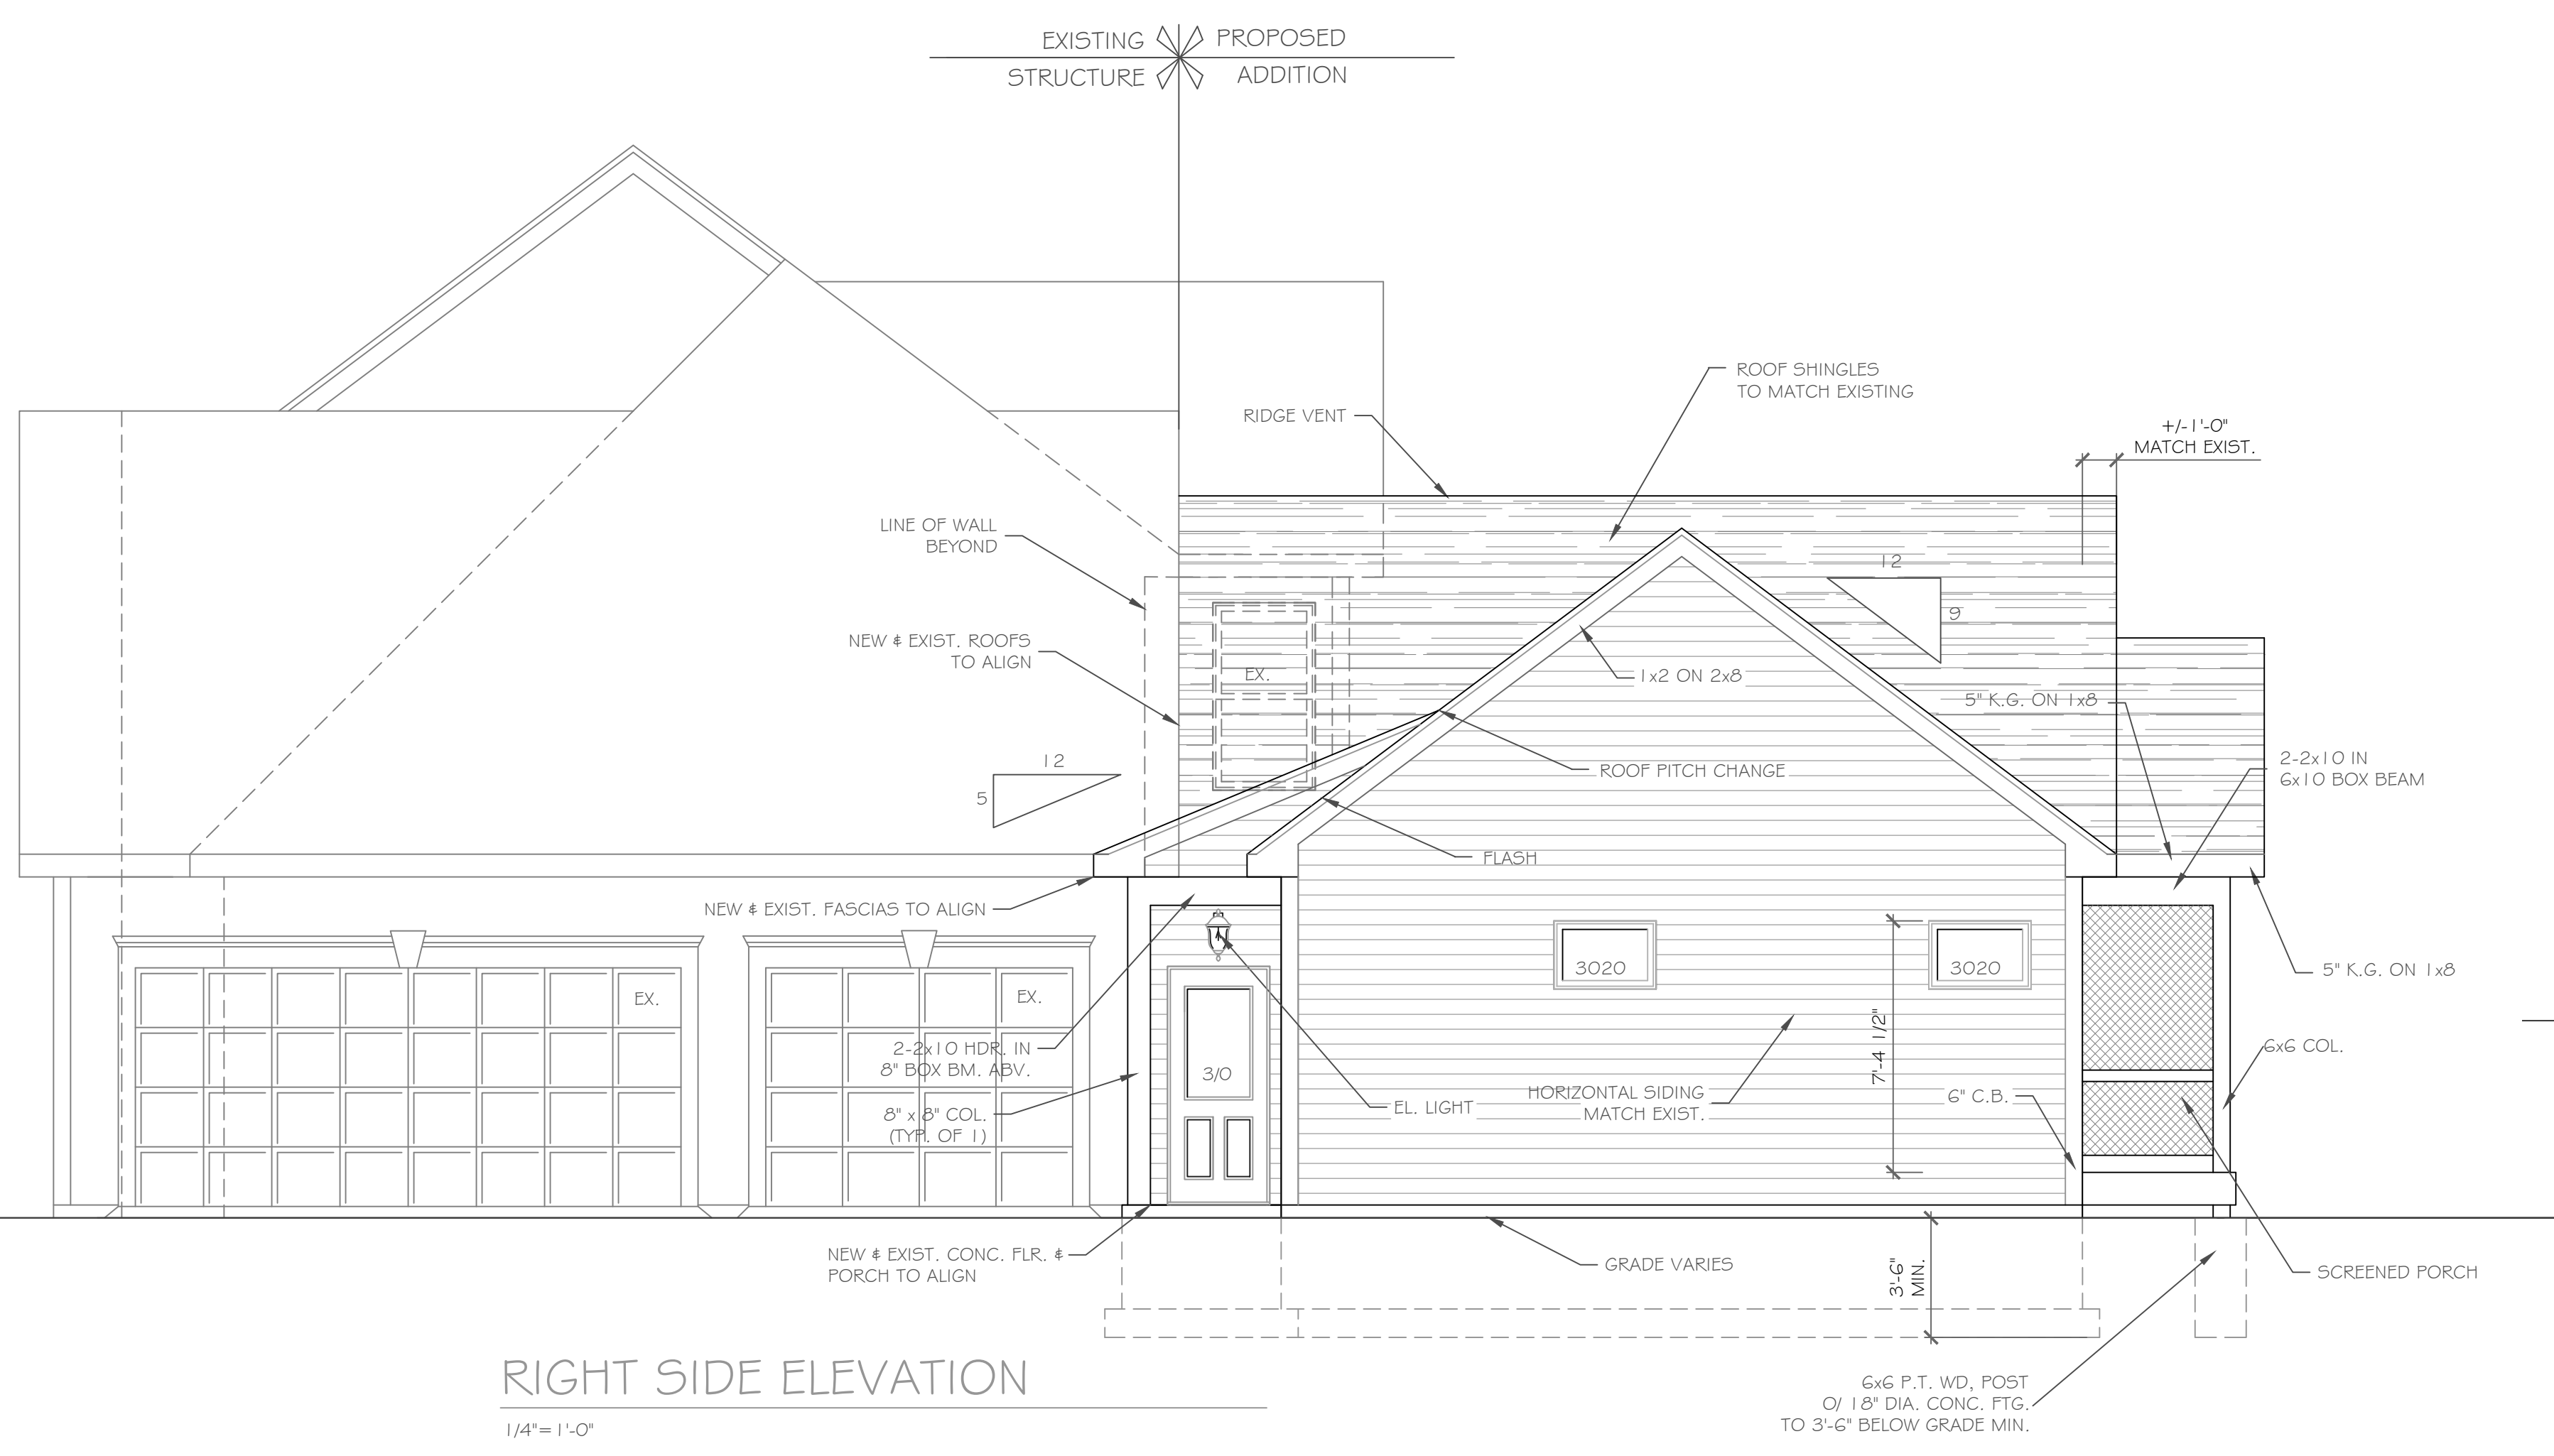 EXISTING PROPOSED
STRUCTURE ADDITION
ROOF SHINGLES
TO MATCH EXISTING
RIDGE VENT
+/-1'-0"
MATCH EXIST.
LINE OF WALL
BEYOND
12
9
NEW & EXIST. ROOFS
TO ALIGN
EX.
1x2 ON 2x8
5" K.G. ON 1x8
12
5
ROOF PITCH CHANGE
2-2x10 IN
6x10 BOX BEAM
FLASH
NEW & EXIST. FASCIAS TO ALIGN
3020
3020
5" K.G. ON 1x8
EX.
EX.
2-2x10 HDR. IN
8" BOX BM. ABV.
3/0
7'-4 1/2"
6x6 COL.
8" x 8" COL.
(TYP. OF 1)
EL. LIGHT
HORIZONTAL SIDING
MATCH EXIST.
6" C.B.
NEW & EXIST. CONC. FLR. &
PORCH TO ALIGN
GRADE VARIES
3'-6"
MIN.
SCREENED PORCH
RIGHT SIDE ELEVATION
1/4"=1'-0"
6x6 P.T. WD, POST
O/ 18" DIA. CONC. FTG.
TO 3'-6" BELOW GRADE MIN.